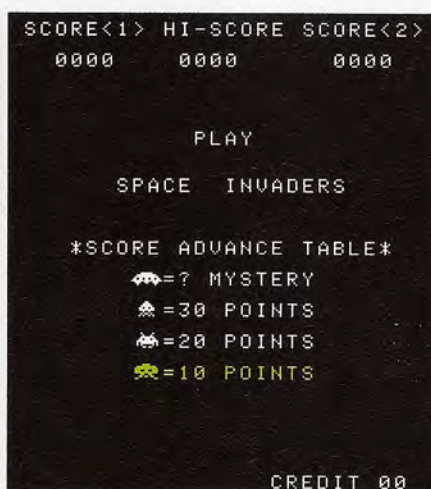 SCORE<1> HI-SCORE SCORE<2>
0000 0000 0000
PLAY
SPACE INVADERS
*SCORE ADVANCE TABLE*
=? MYSTERY
=30 POINTS
=20 POINTS
=10 POINTS
CREDIT 00